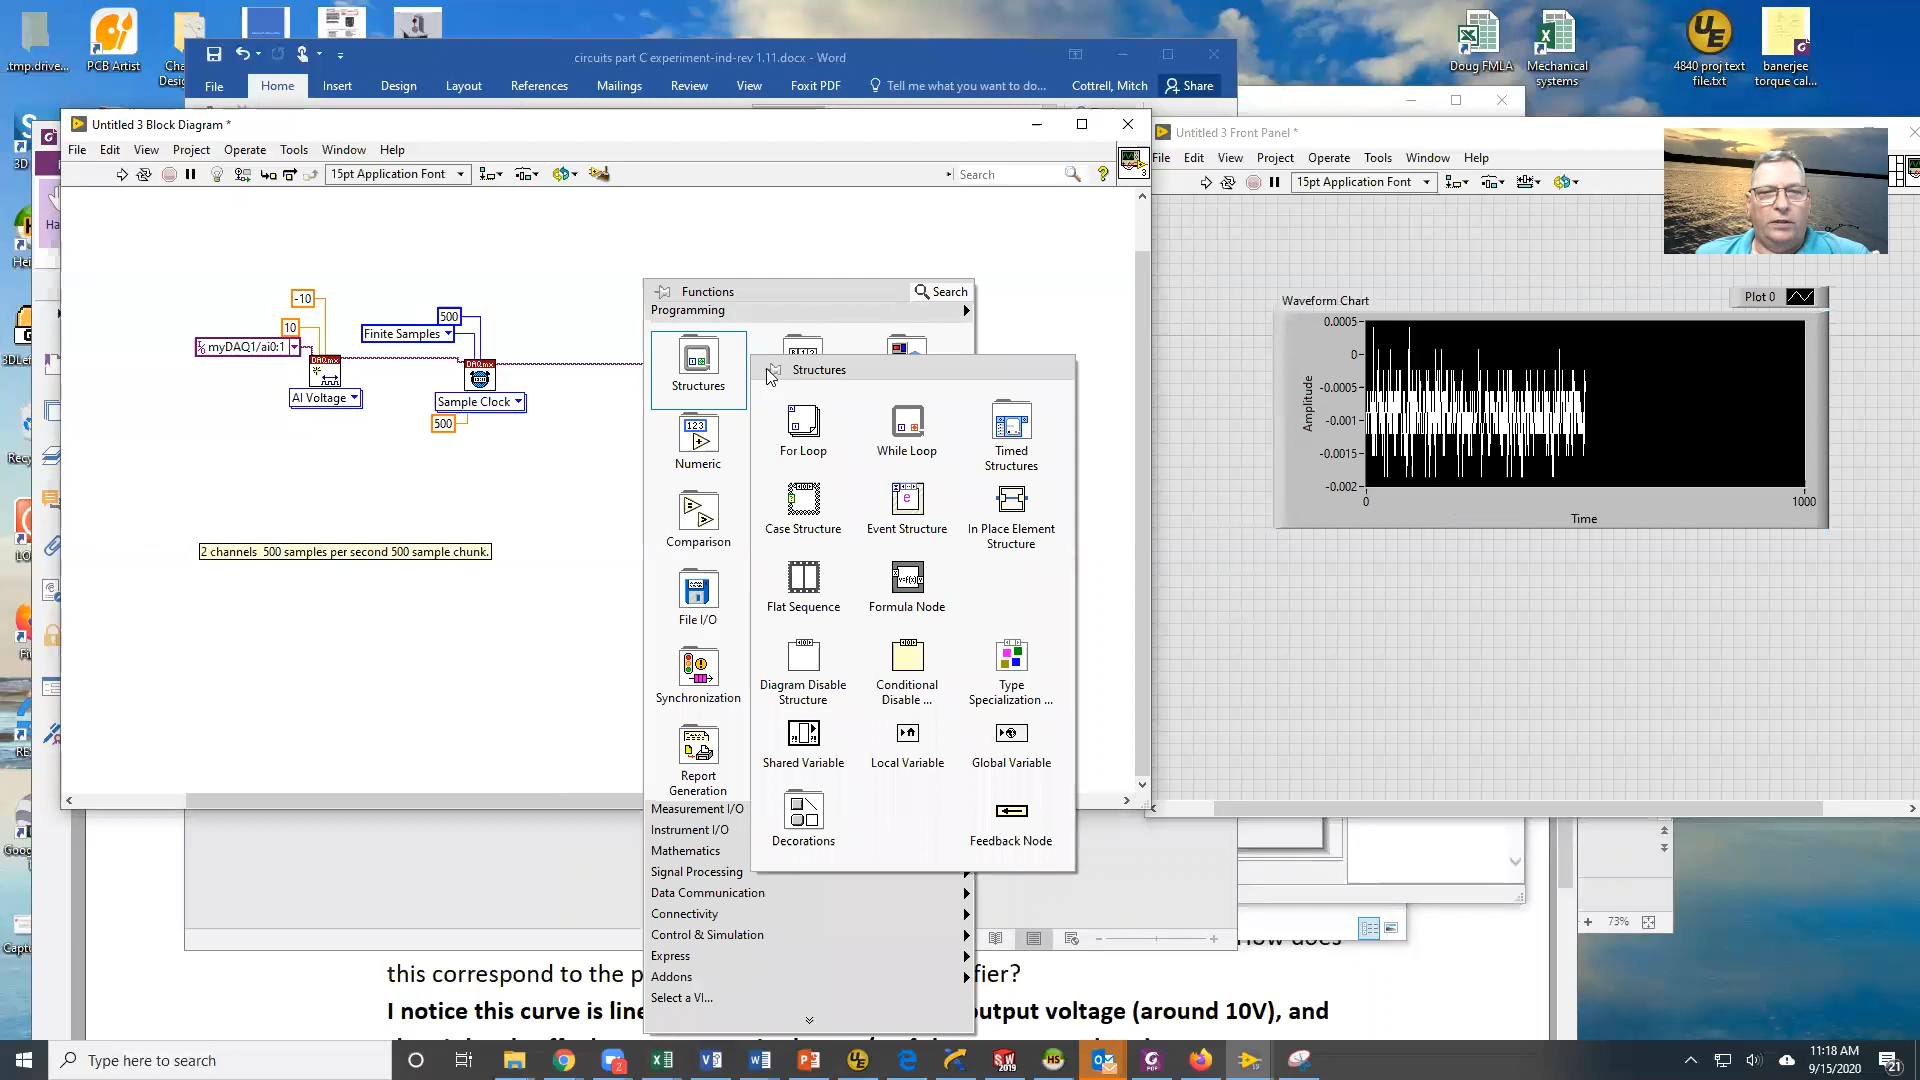 .tmp.drive...
PCB Artist
Doug FMLA
Mechanical
systems
4840 proj text
file.txt
banerjee
torque cal...
circuits part C experiment-ind-rev 1.11.docx - Word
File Home Insert Design Layout References Mailings Review View Foxit PDF Tell me what you want to do... Cottrell, Mitch Share
Untitled 3 Block Diagram *
File Edit View Project Operate Tools Window Help
15pt Application Font
Search
3
-10
10
myDAQ1/ai0:1
DAQmx
AI Voltage
500
Finite Samples
DAQmx
Sample Clock
500
2 channels 500 samples per second 500 sample chunk.
Functions
Search
Programming
Structures
Numeric
123
Comparison
File I/O
Synchronization
Report
Generation
Measurement I/O
Instrument I/O
Mathematics
Signal Processing
Data Communication
Connectivity
Control & Simulation
Express
Addons
Select a VI...
Structures
For Loop
While Loop
Timed
Structures
Case Structure
Event Structure
In Place Element
Structure
Flat Sequence
Formula Node
Diagram Disable
Structure
Conditional
Disable ...
Type
Specialization ...
Shared Variable
Local Variable
Global Variable
Decorations
Feedback Node
Untitled 3 Front Panel *
File Edit View Project Operate Tools Window Help
15pt Application Font
Waveform Chart
Plot 0
0.0005
0
-0.0005
-0.001
-0.0015
-0.002
Amplitude
0
1000
Time
73%
this correspond to the p
fier?
I notice this curve is line
output voltage (around 10V), and
Type here to search
11:18 AM
9/15/2020
21